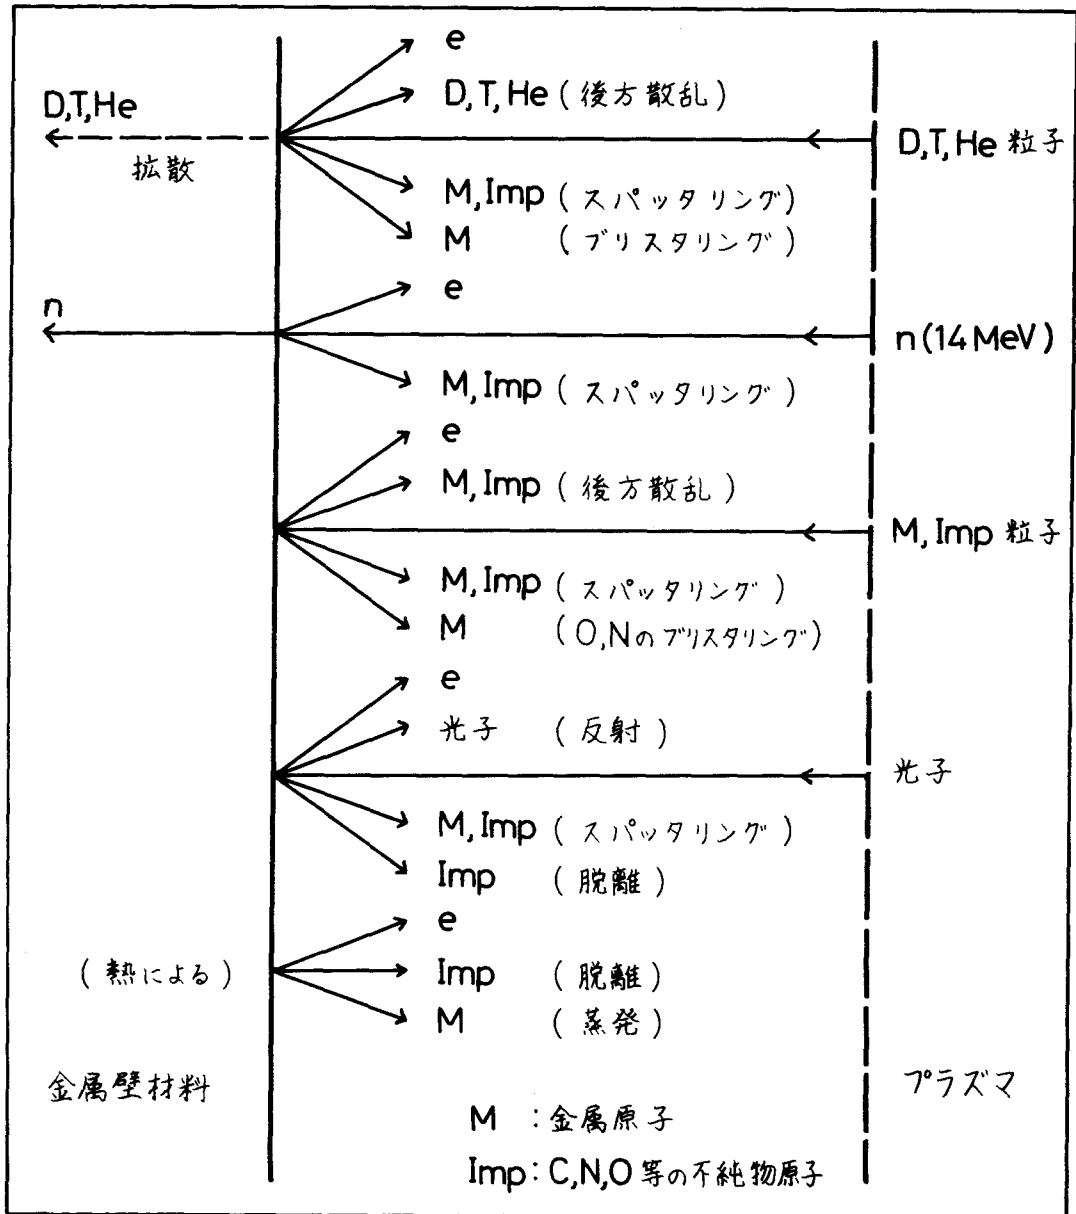 e
D,T,He (後方散乱)
D,T,He
拡散
D,T,He 粒子
M,Imp (スパッタリング)
M (ブリスタリング)
e
n
n(14MeV)
M,Imp (スパッタリング)
e
M,Imp (後方散乱)
M,Imp 粒子
M,Imp (スパッタリング)
M (O,Nのブリスタリング)
e
光子 (反射)
光子
M,Imp (スパッタリング)
Imp (脱離)
e
(熱による)
Imp (脱離)
M (蒸発)
金属壁材料
プラズマ
M :金属原子
Imp:C,N,O等の不純物原子